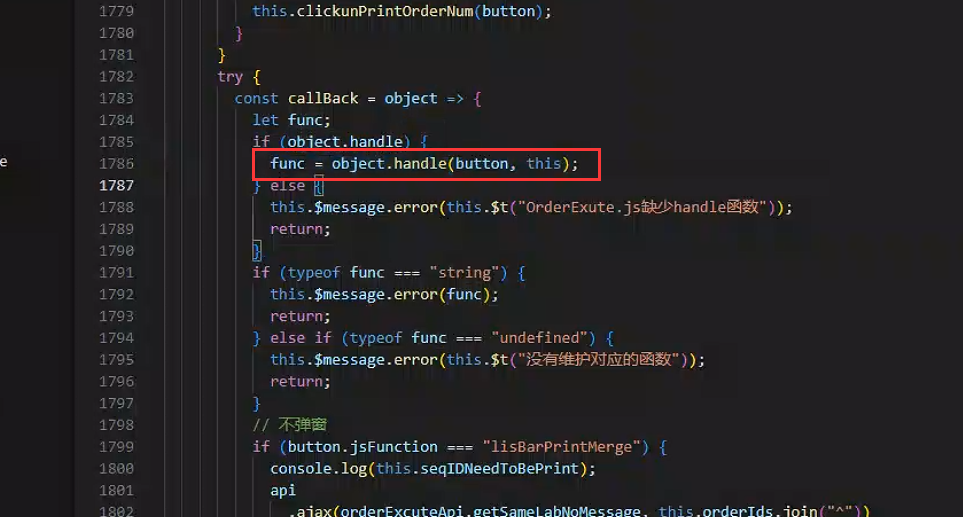 1779 this.clickunPrintOrderNum(button);
1780 }
1781 }
1782 try {
1783 const callBack = object => {
1784 let func;
1785 if (object.handle) {
e
1786 func = object.handle(button, this);
1787 } else {
1788 this.$message.error(this.$t("OrderExute.js缺少handle函数"));
1789 return;
1790 }
1791 if (typeof func === "string") {
1792 this.$message.error(func);
1793 return;
1794 } else if (typeof func === "undefined") {
1795 this.$message.error(this.$t("没有维护对应的函数"));
1796 return;
1797 }
1798 // 不弹窗
1799 if (button.jsFunction === "lisBarPrintMerge") {
1800 console.log(this.seqIDNeedToBePrint);
1801 api
1802 .ajax(orderExcuteApi.getSameLabNoMessage, this.orderIds.join("^"))